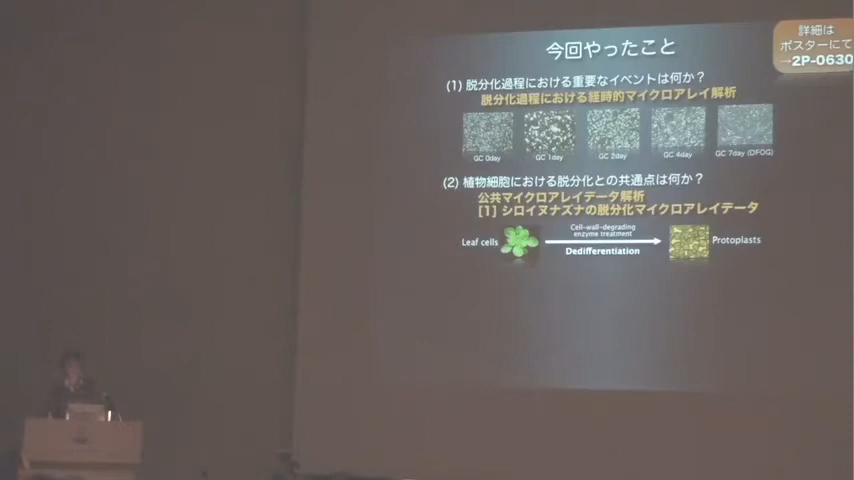 今回やったこと
詳細は
ポスターにて
→2P-0630
(1) 脱分化過程における重要なイベントは何か？
脱分化過程における経時的マイクロアレイ解析
GC 0day
GC 1day
GC 2day
GC 4day
GC 7day (DFOG)
(2) 植物細胞における脱分化との共通点は何か？
公共マイクロアレイデータ解析
[1] シロイヌナズナの脱分化マイクロアレイデータ
Leaf cells
Cell-wall-degrading
enzyme treatment
Dedifferentiation
Protoplasts